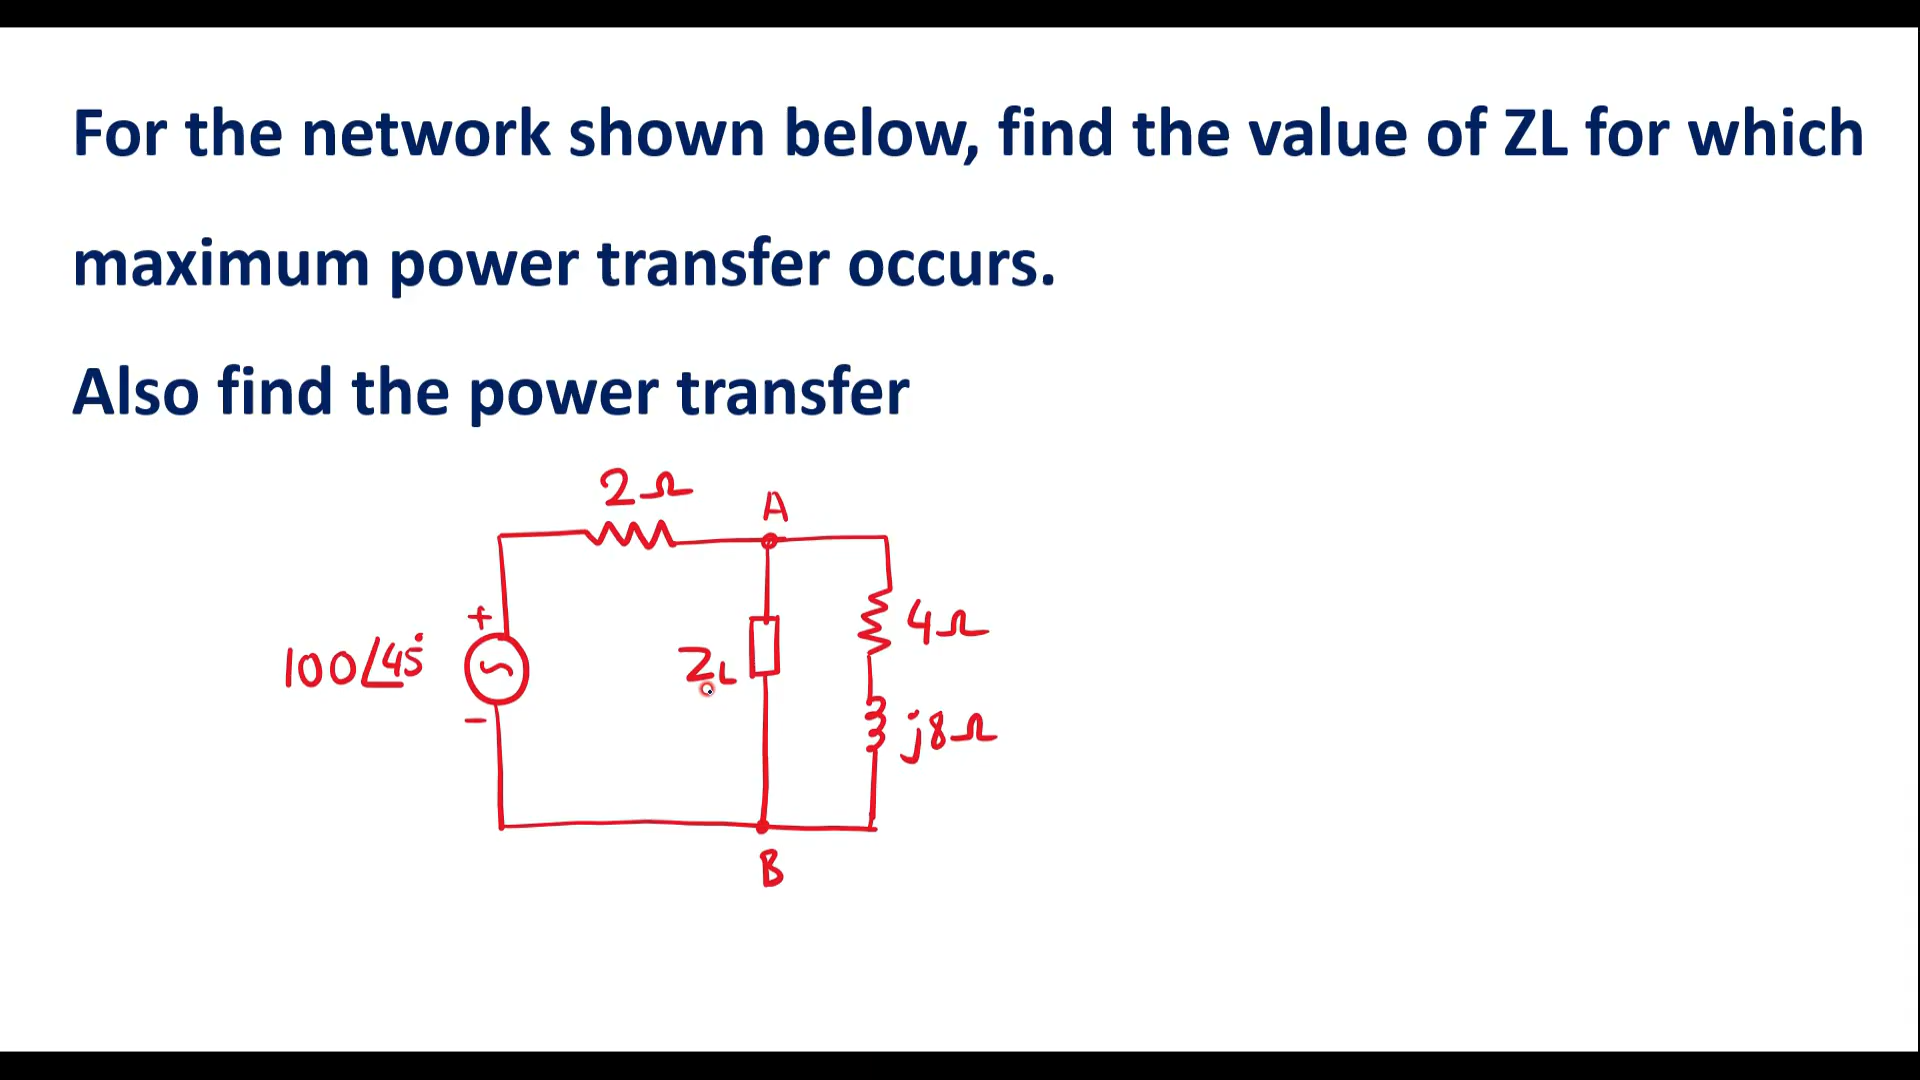 For the network shown below, find the value of ZL for which
maximum power transfer occurs.
Also find the power transfer
2Ω
A
+
100∠45°
-
ZL
4Ω
j8Ω
B